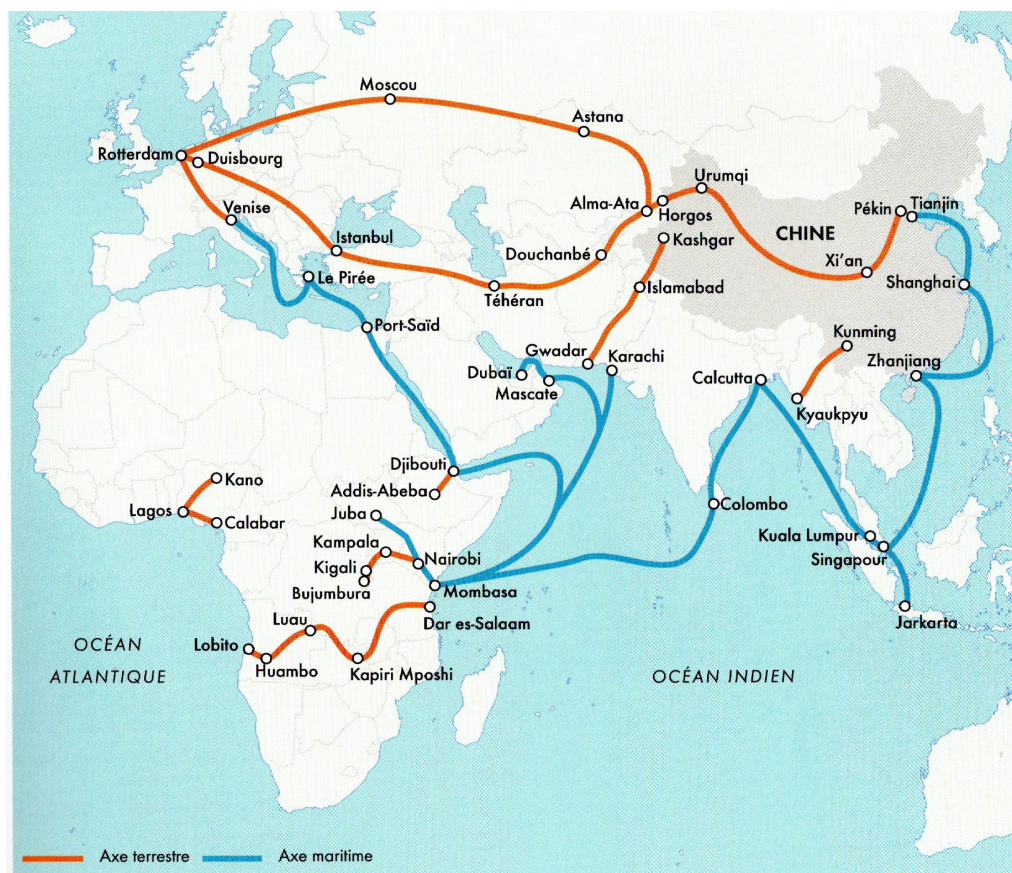 Moscou
Astana
Rotterdam
Duisbourg
Urumqi
Venise
Alma-Ata
Horgos
Pékin
Tianjin
Istanbul
Kashgar
CHINE
Douchanbé
Xi'an
Le Pirée
Téhéran
Islamabad
Shanghai
Port-Saïd
Kunming
Gwadar
Karachi
Zhanjiang
Dubaï
Mascate
Calcutta
Kyaukpyu
Djibouti
Kano
Addis-Abeba
Lagos
Juba
Colombo
Calabar
Kampala
Kuala Lumpur
Nairobi
Singapour
Kigali
Bujumbura
Mombasa
Luau
Dar es-Salaam
Jarkarta
OCÉAN
ATLANTIQUE
Lobito
Huambo
Kapiri Mposhi
OCÉAN INDIEN
Axe terrestre
Axe maritime